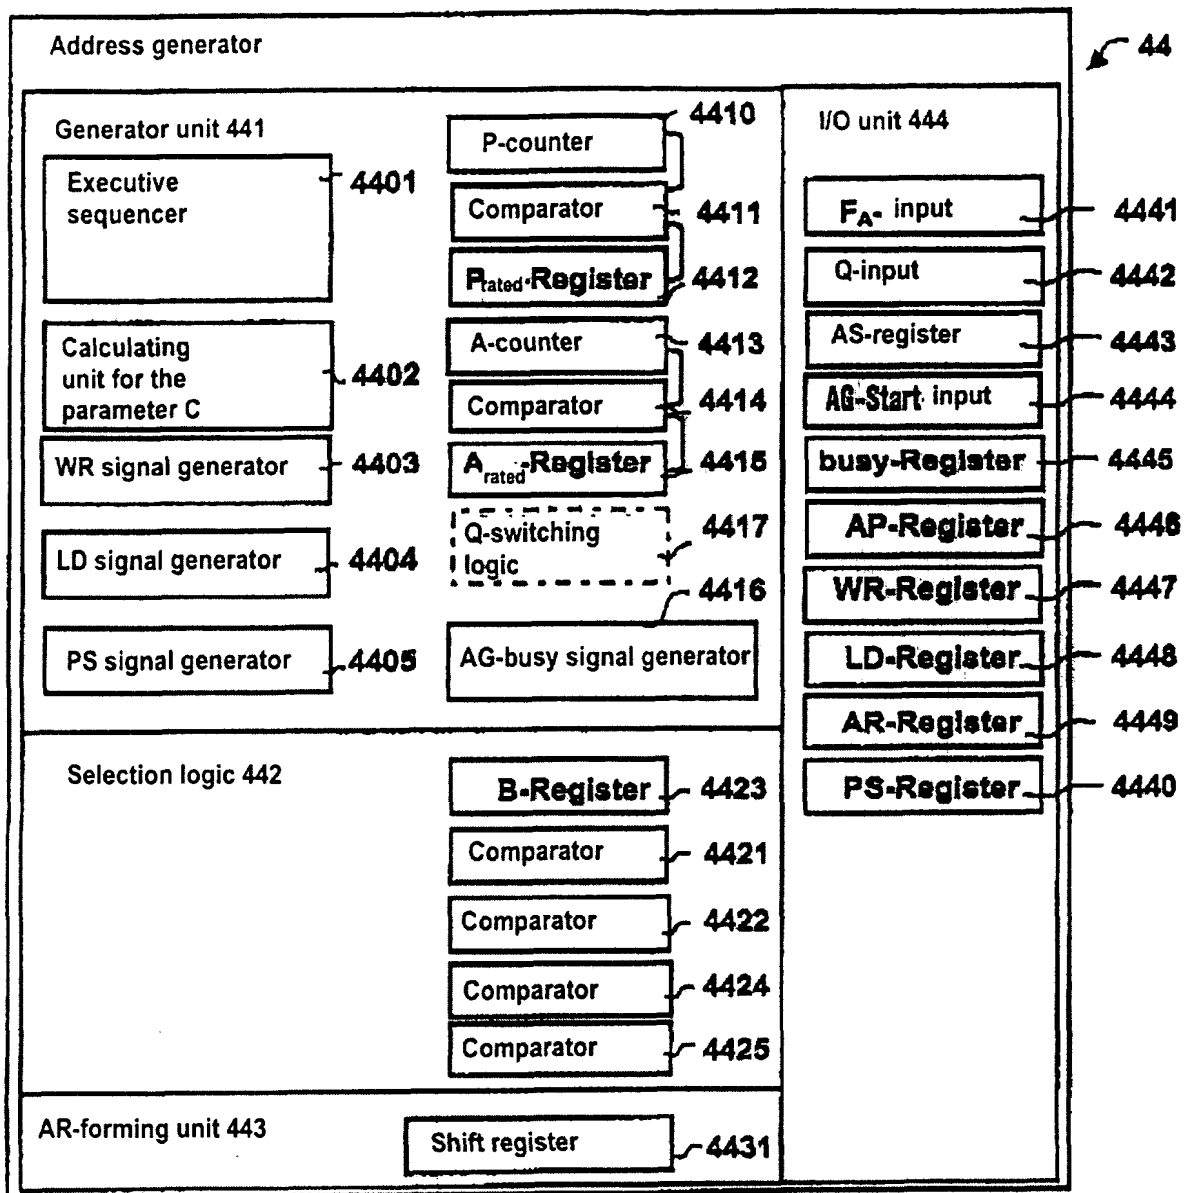 Address generator
44
Generator unit 441
Executive
sequencer
4401
Calculating
unit for the
parameter C
4402
WR signal generator
4403
LD signal generator
4404
PS signal generator
4405
P-counter
4410
Comparator
4411
Prated-Register
4412
A-counter
4413
Comparator
4414
Arated-Register
4415
Q-switching
logic
4417
4416
AG-busy signal generator
I/O unit 444
FA- input
4441
Q-input
4442
AS-register
4443
AG-Start input
4444
busy-Register
4445
AP-Register
4446
WR-Register
4447
LD-Register
4448
AR-Register
4449
PS-Register
4440
Selection logic 442
B-Register
4423
Comparator
4421
Comparator
4422
Comparator
4424
Comparator
4425
AR-forming unit 443
Shift register
4431